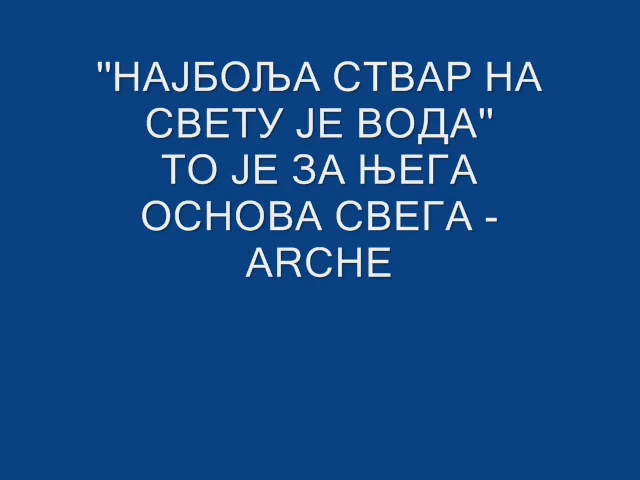 "НАЈБОЉА СТВАР НА
СВЕТУ ЈЕ ВОДА"
ТО ЈЕ ЗА ЊЕГА
ОСНОВА СВЕГА -
ARCHE